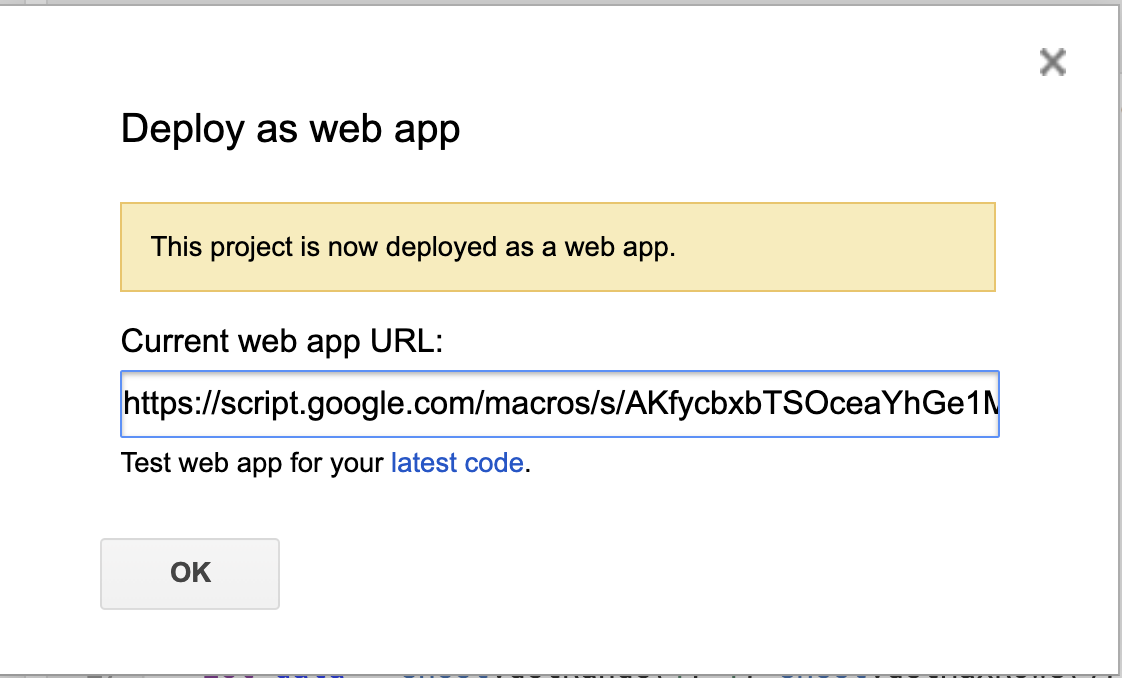 Deploy as web app
This project is now deployed as a web app.
Current web app URL:
https://script.google.com/macros/s/AKfycbxbTSOceaYhGe1M
Test web app for your latest code.
OK